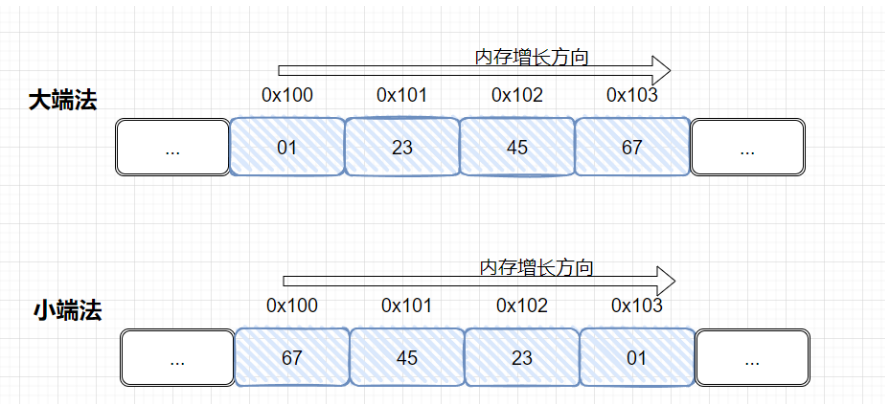 内存增长方向
大端法 0x100 0x101 0x102 0x103
... 01 23 45 67 ...
内存增长方向
小端法 0x100 0x101 0x102 0x103
... 67 45 23 01 ...